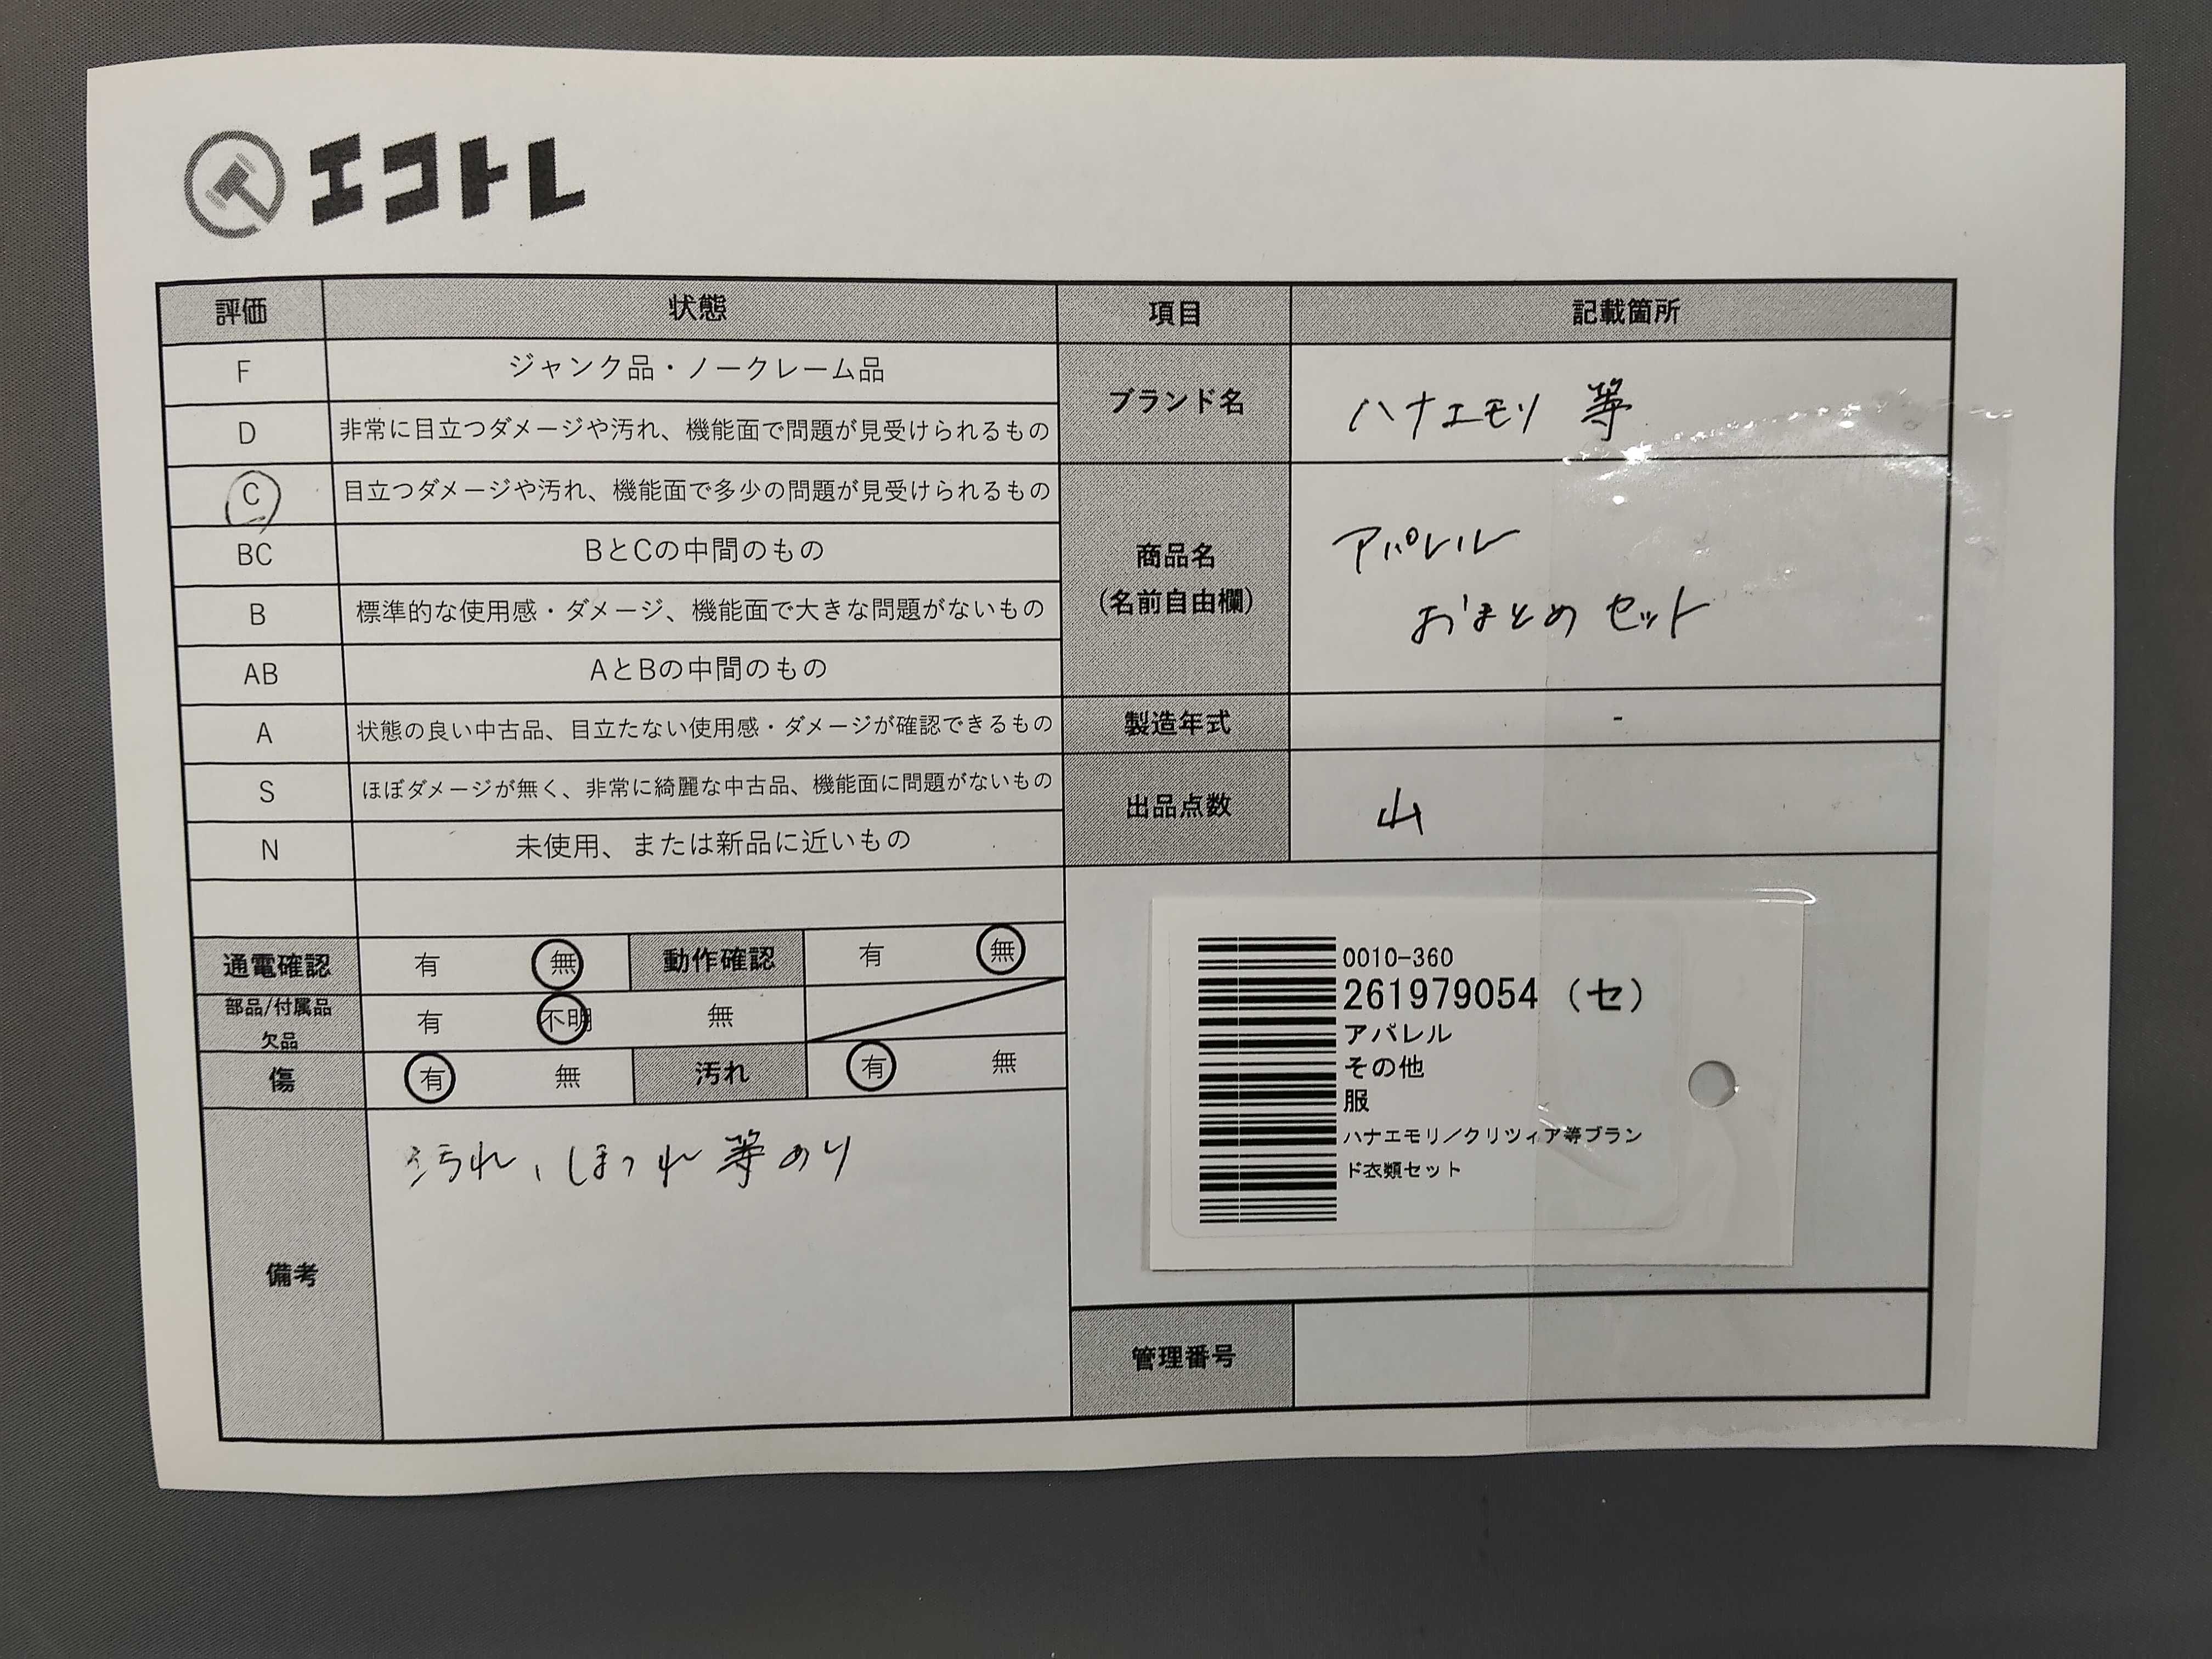 エコトレ
評価 状態 項目 記載箇所
F ジャンク品・ノークレーム品
D 非常に目立つダメージや汚れ、機能面で問題が見受けられるもの
C 目立つダメージや汚れ、機能面で多少の問題が見受けられるもの
BC BとCの中間のもの
B 標準的な使用感・ダメージ、機能面で大きな問題がないもの
AB AとBの中間のもの
A 状態の良い中古品、目立たない使用感・ダメージが確認できるもの
S ほぼダメージが無く、非常に綺麗な中古品、機能面に問題がないもの
N 未使用、または新品に近いもの
ブランド名 ハナエモリ 等
商品名
(名前自由欄)
アパレル
おまとめセット
製造年式 -
出品点数 山
通電確認 有 無 動作確認 有 無
部品/付属品
欠品
有 不明 無
傷 有 無 汚れ 有 無
備考
汚れ、ほつれ等あり
0010-360
261979054 (セ)
アパレル
その他
服
ハナエモリ/クリツィア等ブラン
ド衣類セット
管理番号